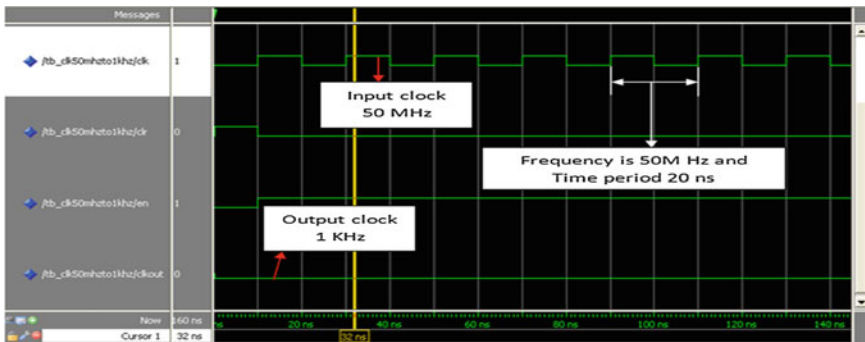 Messages
/tb_clk50mhzto1khz/clk 1
Input clock
50 MHz
/tb_clk50mhzto1khz/clr 0
Frequency is 50M Hz and
Time period 20 ns
/tb_clk50mhzto1khz/en 1
Output clock
1 KHz
/tb_clk50mhzto1khz/clkout 0
Now 160 ns
ns 20 ns 40 ns 60 ns 80 ns 100 ns 120 ns 140 ns
Cursor 1 32 ns
32 ns